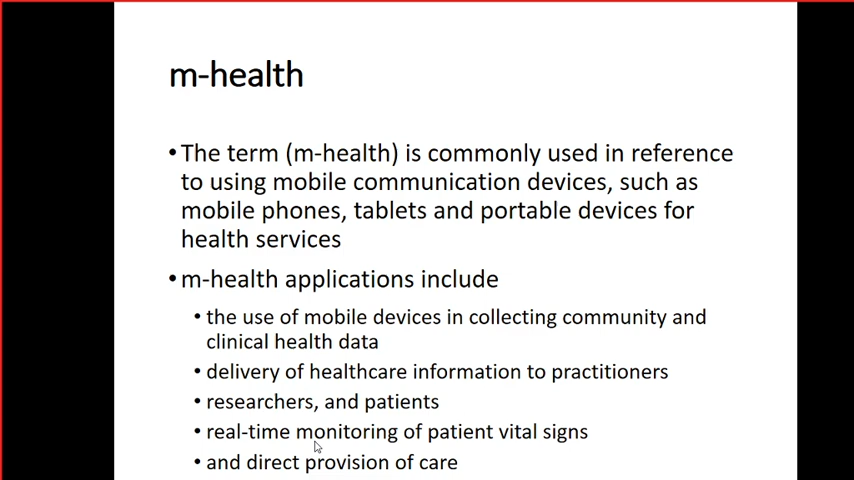 m-health
•The term (m-health) is commonly used in reference
to using mobile communication devices, such as
mobile phones, tablets and portable devices for
health services
•m-health applications include
•the use of mobile devices in collecting community and
clinical health data
•delivery of healthcare information to practitioners
•researchers, and patients
•real-time monitoring of patient vital signs
•and direct provision of care